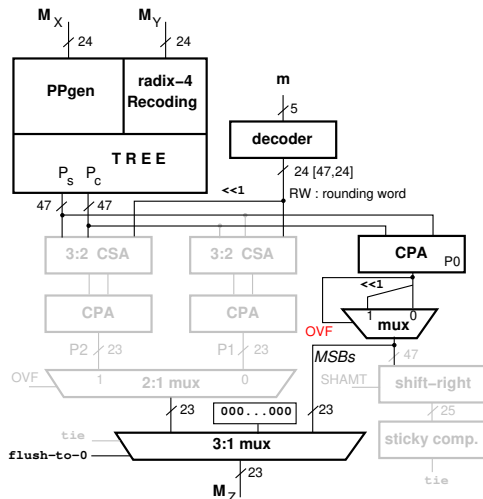 M X
M Y
24
24
PPgen
radix-4 Recoding
m
5
decoder
T R E E
P s
P c
24 [47,24]
<<1
RW : rounding word
47
47
3:2 CSA
3:2 CSA
CPA
P0
<<1
CPA
CPA
1
0
mux
OVF
P2
23
P1
23
MSBs
47
OVF
1
0
2:1 mux
SHAMT
shift-right
23
000...000
23
25
tie
3:1 mux
sticky comp.
flush-to-0
23
tie
M Z